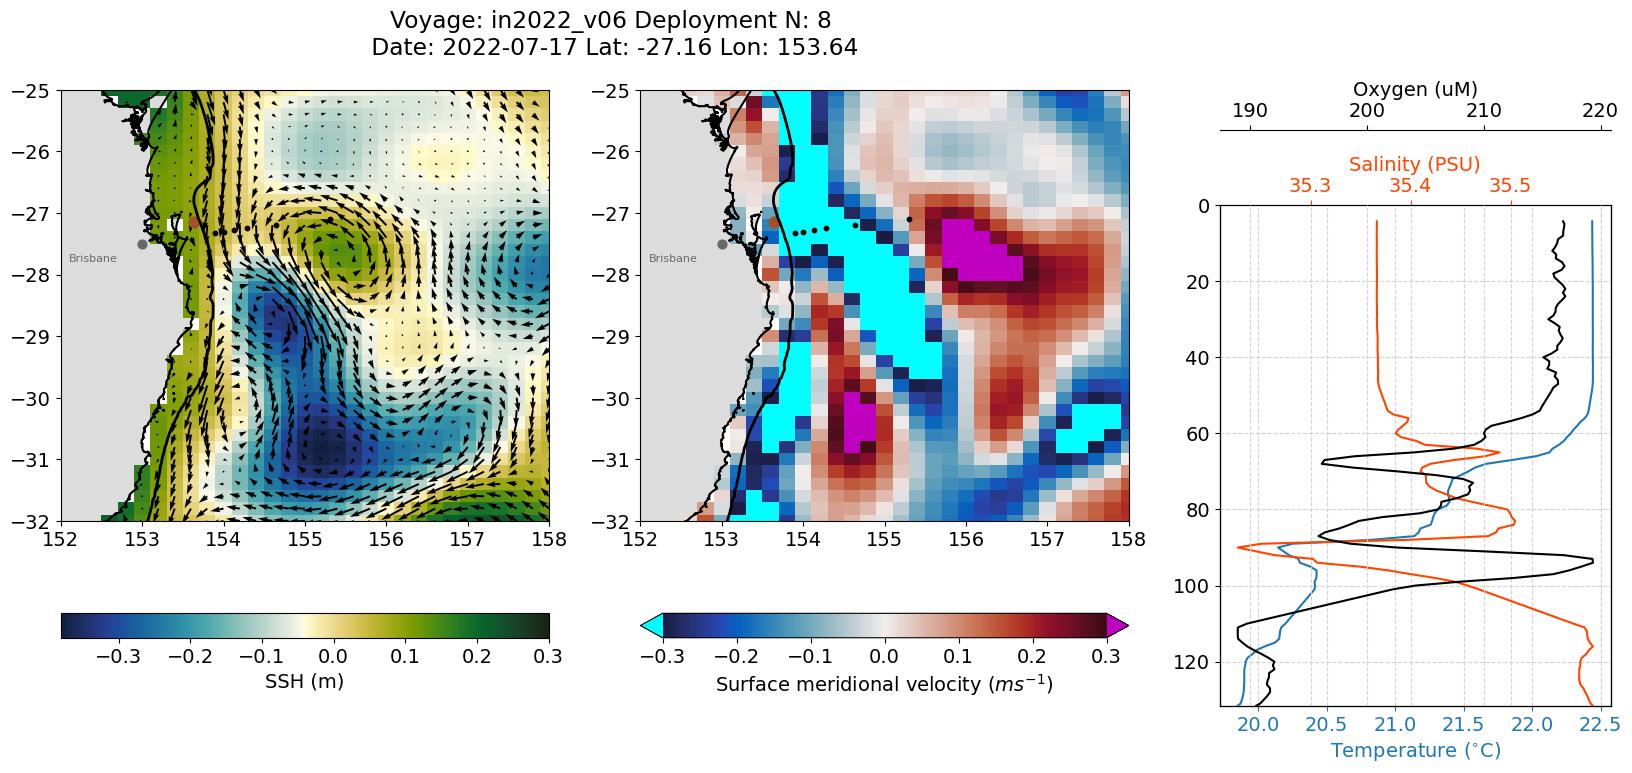 Voyage: in2022_v06 Deployment N: 8
Date: 2022-07-17 Lat: -27.16 Lon: 153.64
−25
−26
−27
−28
−29
−30
−31
−32
152 153 154 155 156 157 158
Brisbane
−0.3 −0.2 −0.1 0.0 0.1 0.2 0.3
SSH (m)
−25
−26
−27
−28
−29
−30
−31
−32
152 153 154 155 156 157 158
Brisbane
−0.3 −0.2 −0.1 0.0 0.1 0.2 0.3
Surface meridional velocity (ms⁻¹)
Oxygen (uM)
190 200 210 220
Salinity (PSU)
35.3 35.4 35.5
0
20
40
60
80
100
120
20.0 20.5 21.0 21.5 22.0 22.5
Temperature (°C)